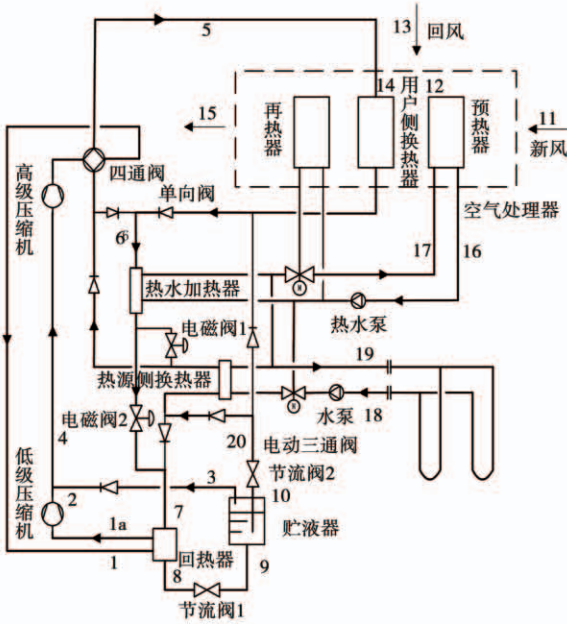 5
13
回风
14
12
再热器
用户侧换热器
预热器
15
11
新风
四通阀
高级压缩机
单向阀
空气处理器
6
6
17
16
热水加热器
热水泵
电磁阀1
19
热源侧换热器
M
M
水泵
18
电磁阀2
4
20
电动三通阀
低级压缩机
2
3
节流阀2
10
7
1a
贮液器
1
回热器
8
9
节流阀1